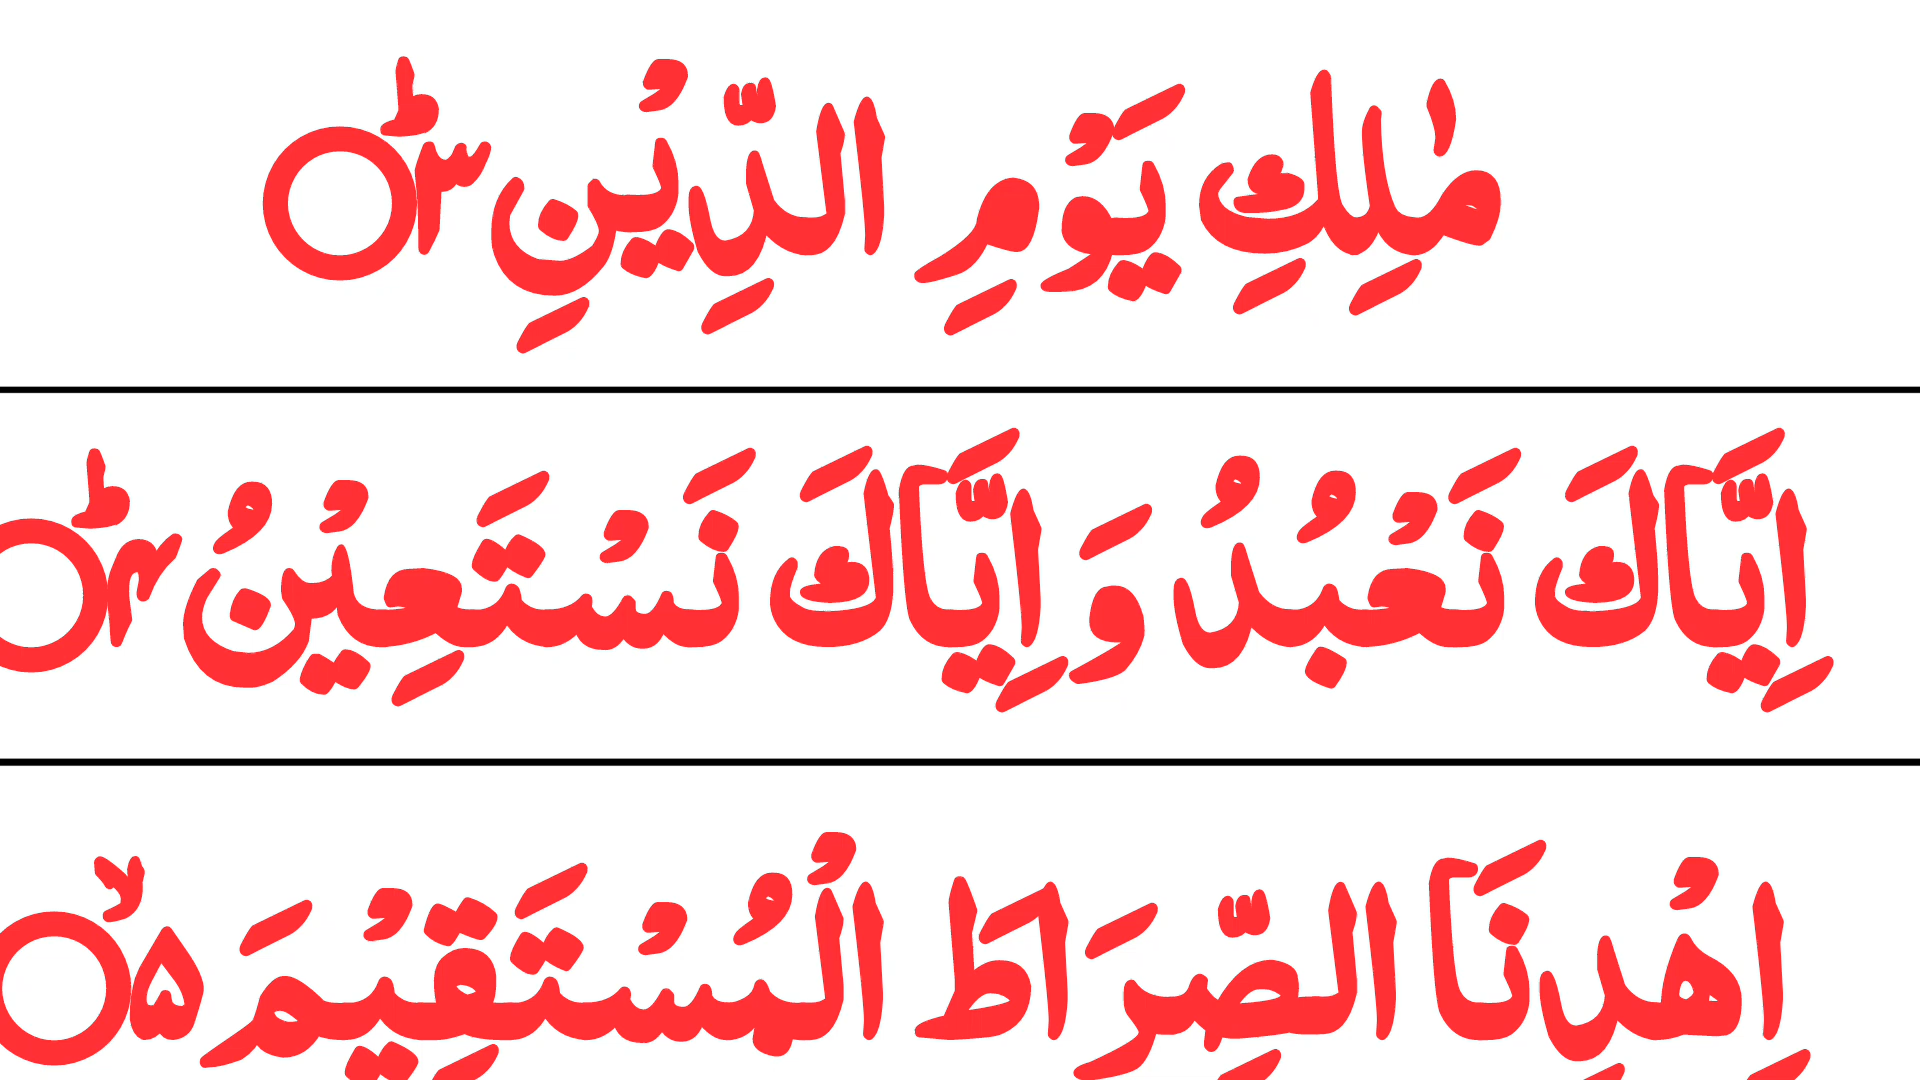 مٰلِكِ يَوْمِ الدِّيْنِ ؕ۝۳
اِيَّاكَ نَعْبُدُ وَاِيَّاكَ نَسْتَعِيْنُ ؕ۝۴
اِهْدِنَا الصِّرَاطَ الْمُسْتَقِيْمَ ۙ۝۵